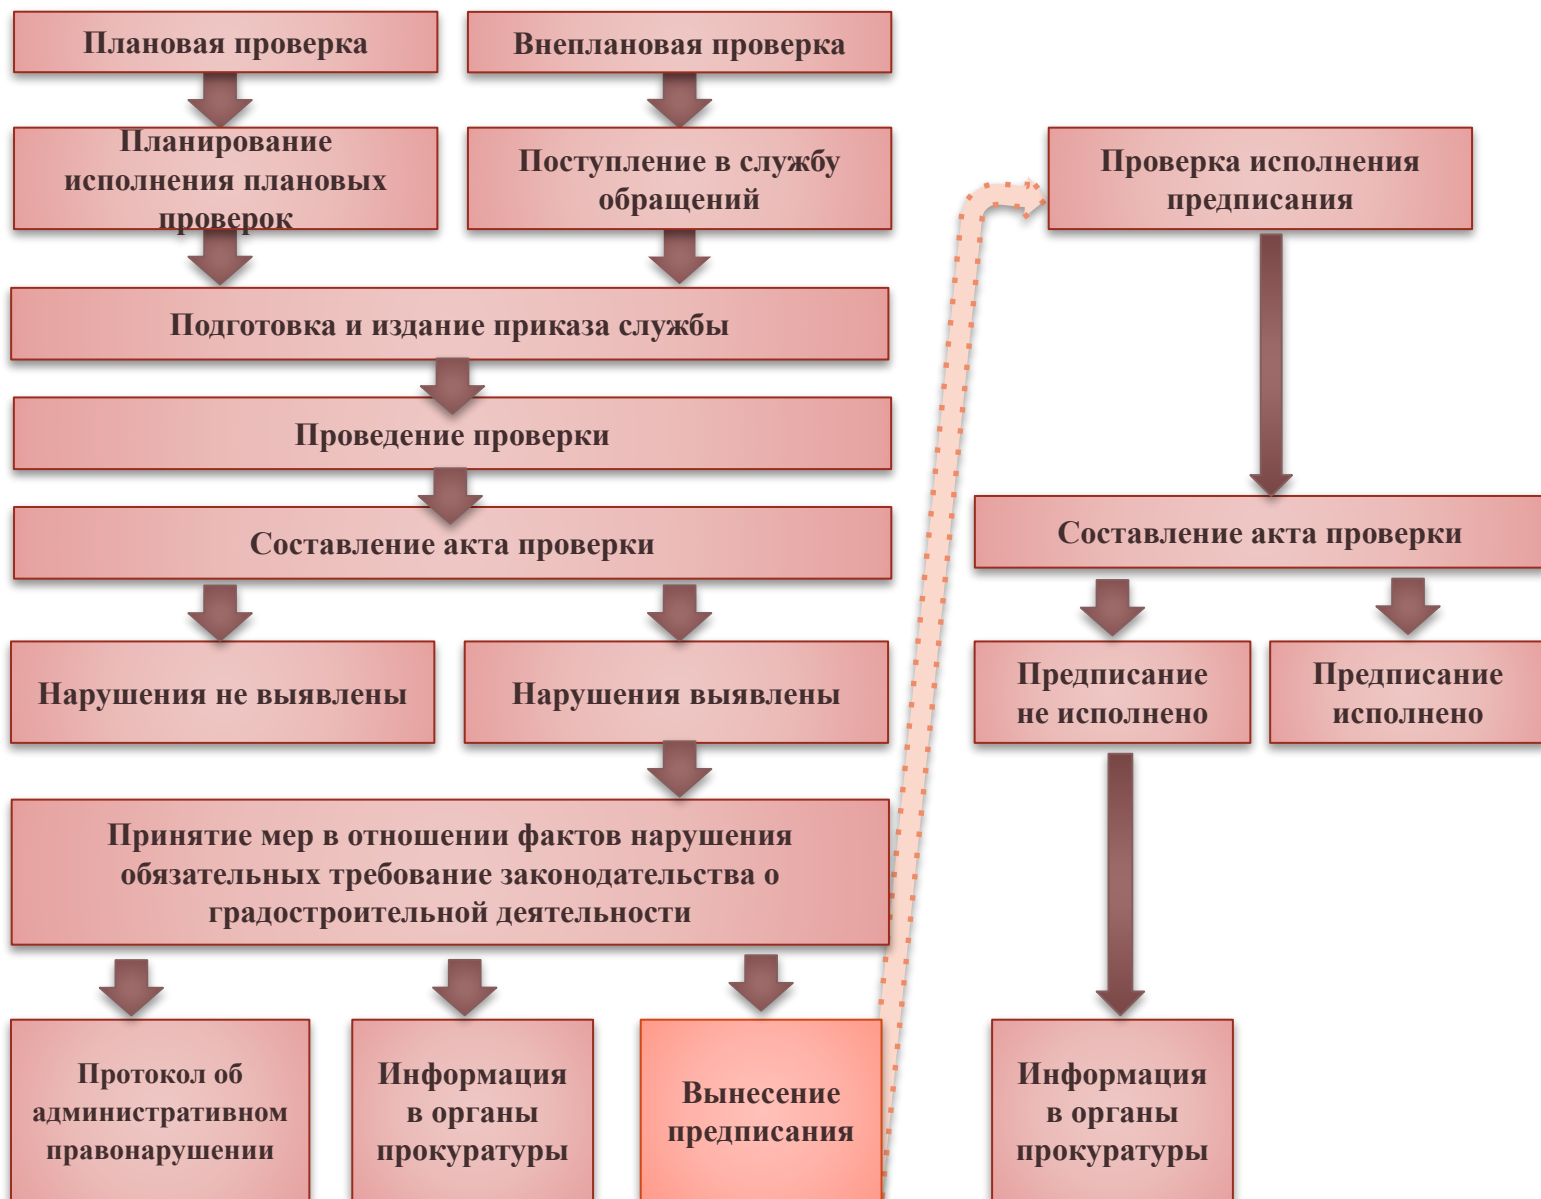 Плановая проверка
Внеплановая проверка
Планирование
исполнения плановых
проверок
Поступление в службу
обращений
Проверка исполнения
предписания
Подготовка и издание приказа службы
Проведение проверки
Составление акта проверки
Составление акта проверки
Нарушения не выявлены
Нарушения выявлены
Предписание
не исполнено
Предписание
исполнено
Принятие мер в отношении фактов нарушения
обязательных требование законодательства о
градостроительной деятельности
Протокол об
административном
правонарушении
Информация
в органы
прокуратуры
Вынесение
предписания
Информация
в органы
прокуратуры